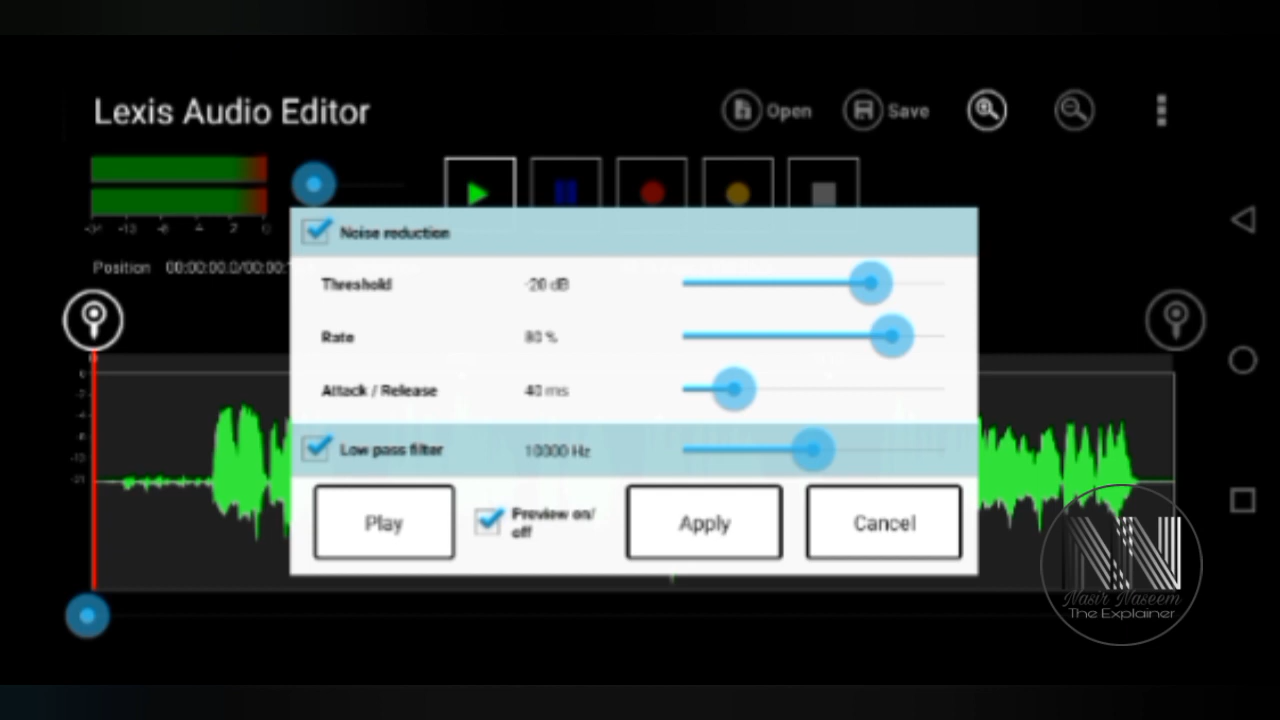 Lexis Audio Editor
Open
Save
Position 00:00:00.0/00:00:
Noise reduction
Threshold -20 dB
Rate 80 %
Attack / Release 40 ms
Low pass filter 10000 Hz
Play
Preview on/
off
Apply
Cancel
Nasir Naseem
The Explainer